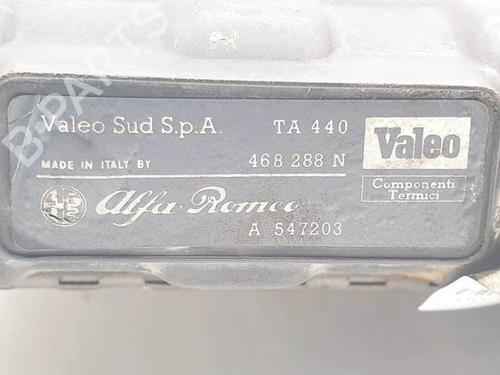 B-PARTS
Valeo Sud S.p.A. TA 440
MADE IN ITALY BY 468 288 N
Valeo
Componenti
Termici
Alfa Romeo
A 547203